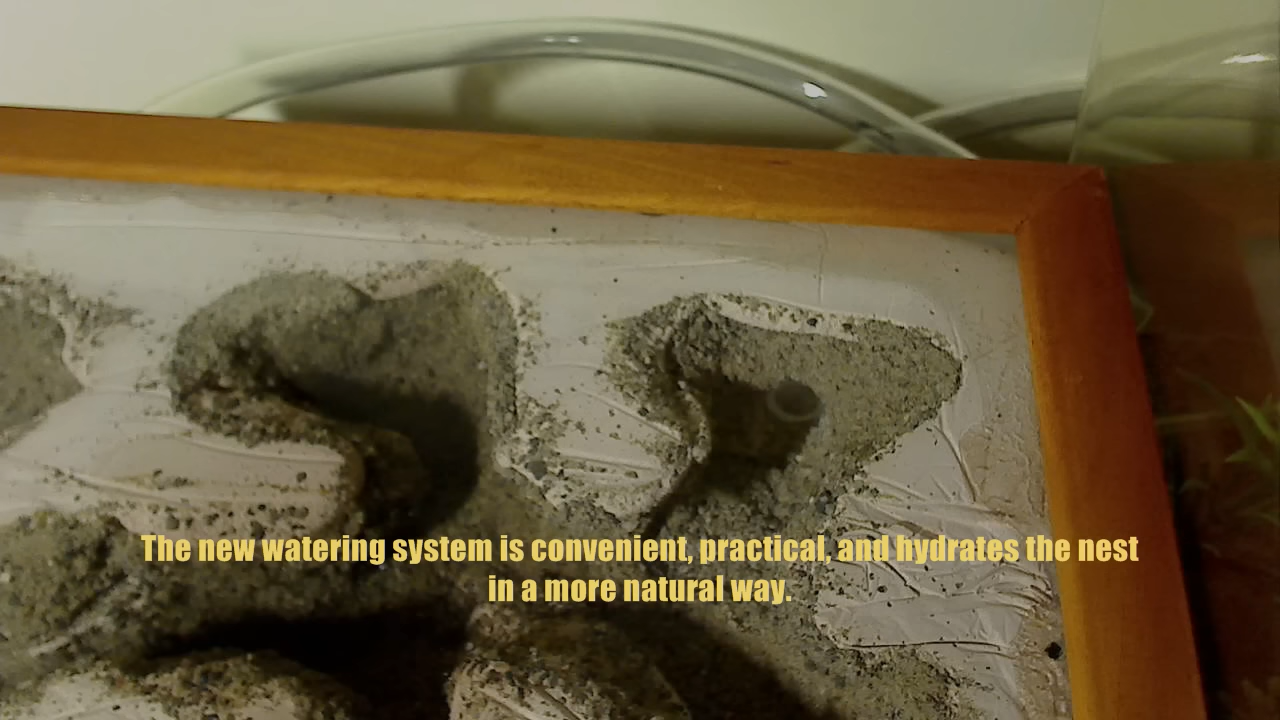 The new watering system is convenient, practical, and hydrates the nest
in a more natural way.